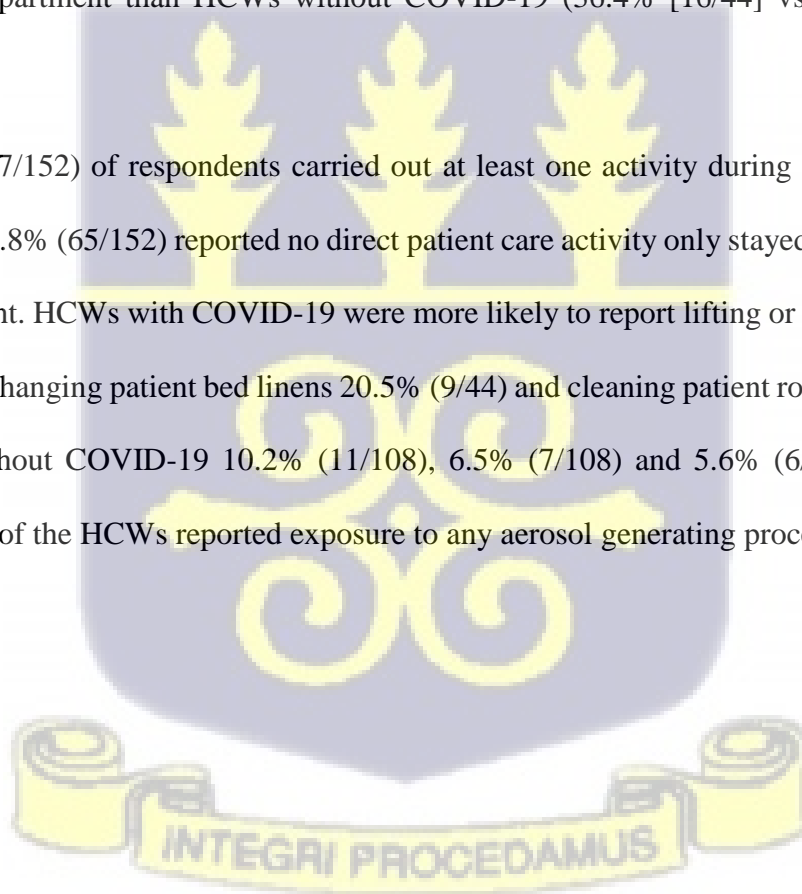 than HCWs without COVID-19 (36.4% [16/44] vs
7/152) of respondents carried out at least one activity during
.8% (65/152) reported no direct patient care activity only stayed
HCWs with COVID-19 were more likely to report lifting or
hanging patient bed linens 20.5% (9/44) and cleaning patient ro
hout COVID-19 10.2% (11/108), 6.5% (7/108) and 5.6% (6/
of the HCWs reported exposure to any aerosol generating proce
INTEGRI PROCEDAMUS